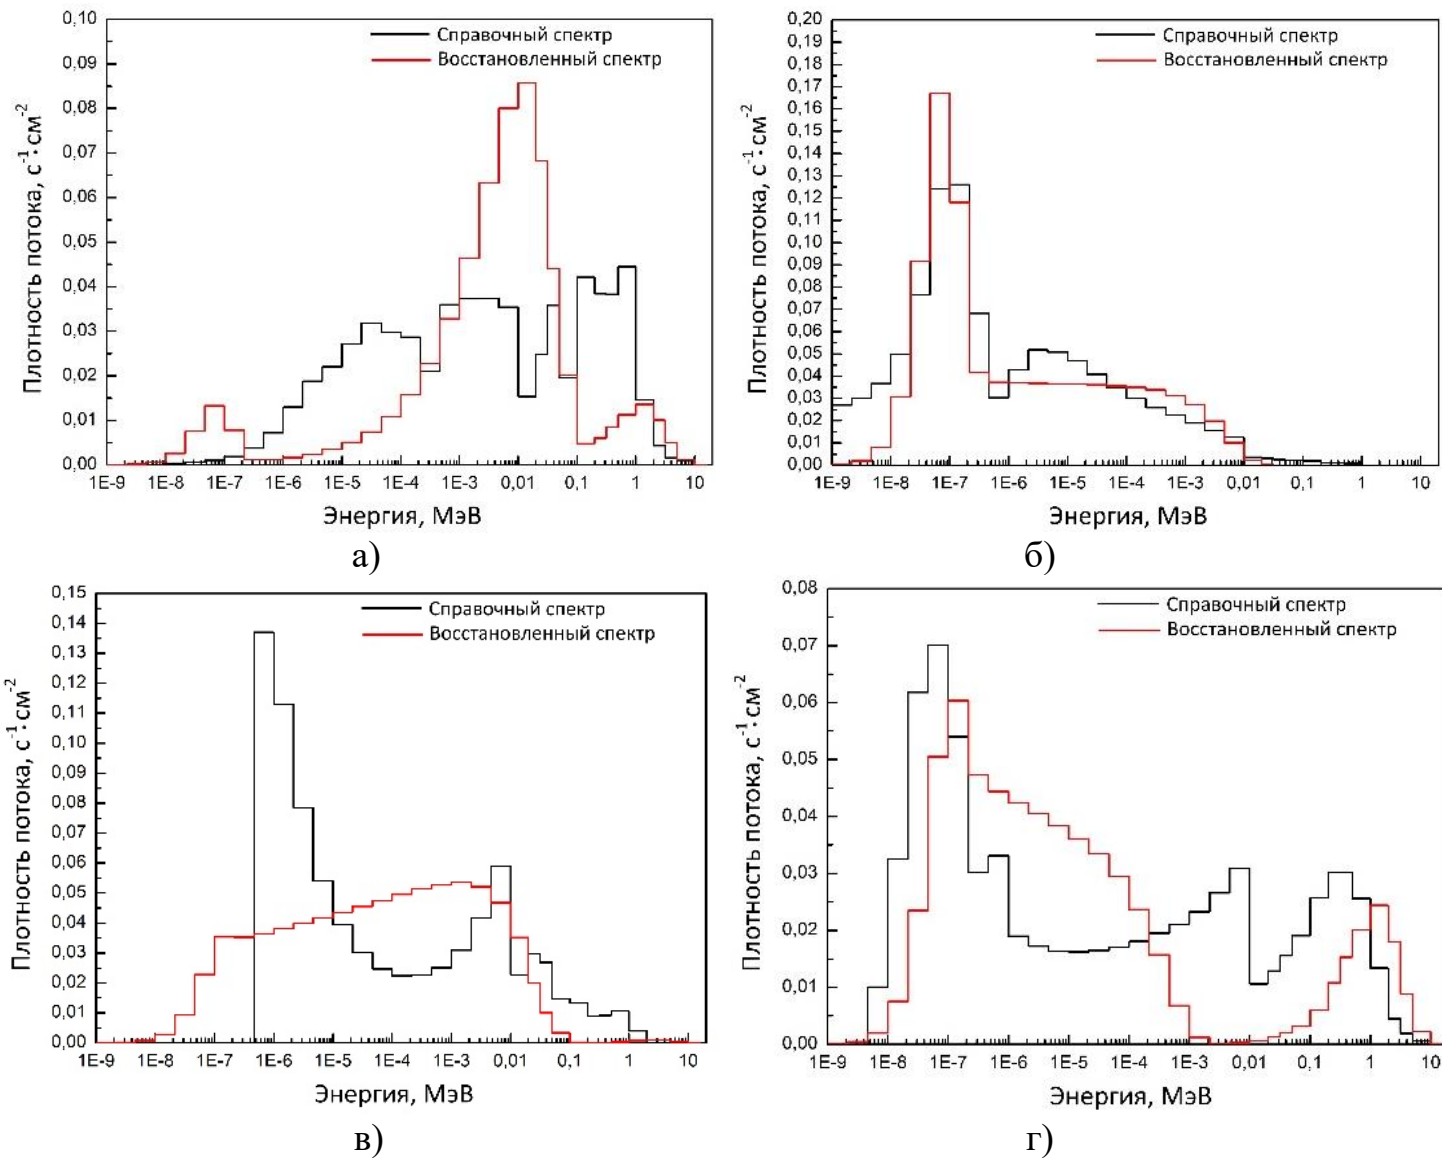 Справочный спектр
Восстановленный спектр
Плотность потока, с⁻¹·см⁻²
0,10
0,09
0,08
0,07
0,06
0,05
0,04
0,03
0,02
0,01
0,00
1E-9 1E-8 1E-7 1E-6 1E-5 1E-4 1E-3 0,01 0,1 1 10
Энергия, МэВ
а)
Справочный спектр
Восстановленный спектр
Плотность потока, с⁻¹·см⁻²
0,20
0,19
0,18
0,17
0,16
0,15
0,14
0,13
0,12
0,11
0,10
0,09
0,08
0,07
0,06
0,05
0,04
0,03
0,02
0,01
0,00
1E-9 1E-8 1E-7 1E-6 1E-5 1E-4 1E-3 0,01 0,1 1 10
Энергия, МэВ
б)
Справочный спектр
Восстановленный спектр
Плотность потока, с⁻¹·см⁻²
0,15
0,14
0,13
0,12
0,11
0,10
0,09
0,08
0,07
0,06
0,05
0,04
0,03
0,02
0,01
0,00
1E-9 1E-8 1E-7 1E-6 1E-5 1E-4 1E-3 0,01 0,1 1 10
Энергия, МэВ
в)
Справочный спектр
Восстановленный спектр
Плотность потока, с⁻¹·см⁻²
0,08
0,07
0,06
0,05
0,04
0,03
0,02
0,01
0,00
1E-9 1E-8 1E-7 1E-6 1E-5 1E-4 1E-3 0,01 0,1 1 10
Энергия, МэВ
г)